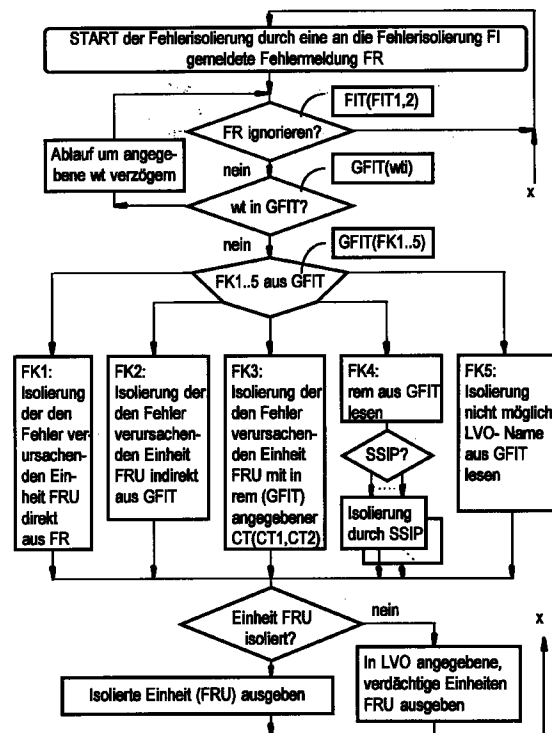 START der Fehlerisolierung durch eine an die Fehlerisolierung FI
gemeldete Fehlermeldung FR
FIT(FIT1,2)
FR ignorieren?
Ablauf um angege-
bene wt verzögern
nein
GFIT(wti)
x
wt in GFIT?
nein
GFIT(FK1..5)
FK1..5 aus GFIT
FK1:
Isolierung
der den
Fehler ver-
ursachen-
den Ein-
heit FRU
direkt
aus FR
FK2:
Isolierung der
den Fehler
verursachen-
den Einheit
FRU indirekt
aus GFIT
FK3:
Isolierung der
den Fehler
verursachen-
den Einheit
FRU mit in
rem (GFIT)
angegebener
CT(CT1,CT2)
FK4:
rem aus GFIT
lesen
SSIP?
Isolierung
durch SSIP
FK5:
Isolierung
nicht möglich
LVO- Name
aus GFIT
lesen
Einheit FRU
isoliert?
nein
x
Isolierte Einheit (FRU) ausgeben
In LVO angegebene,
verdächtige Einheiten
FRU ausgeben